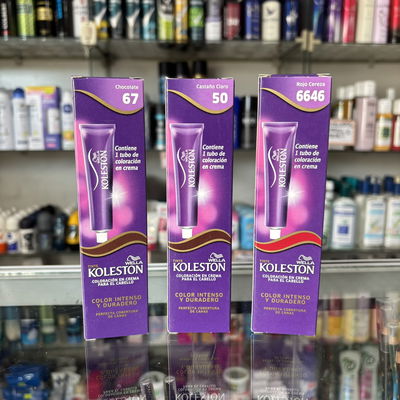 Chocolate
67
Contiene
1 tubo de
coloración
en crema
KOLESTON
WELLA
TINTE
KOLESTON
COLORACIÓN EN CREMA
PARA EL CABELLO
COLOR INTENSO
Y DURADERO
PERFECTA COBERTURA
DE CANAS
Castaño Claro
50
Contiene
1 tubo de
coloración
en crema
KOLESTON
WELLA
TINTE
KOLESTON
COLORACIÓN EN CREMA
PARA EL CABELLO
COLOR INTENSO
Y DURADERO
PERFECTA COBERTURA
DE CANAS
Rojo Cereza
6646
Contiene
1 tubo de
coloración
en crema
KOLESTON
WELLA
TINTE
KOLESTON
COLORACIÓN EN CREMA
PARA EL CABELLO
COLOR INTENSO
Y DURADERO
PERFECTA COBERTURA
DE CANAS